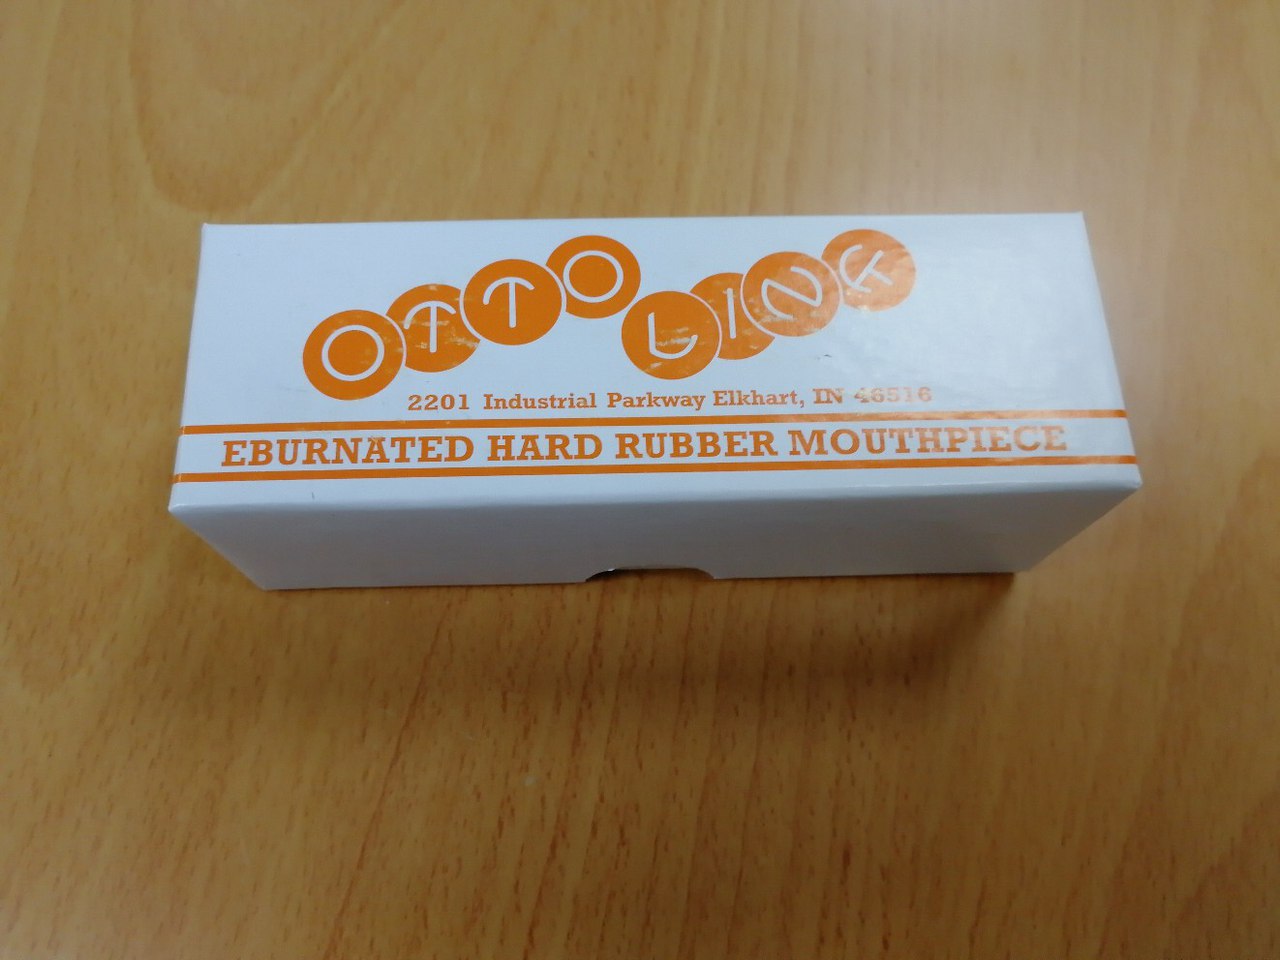 OTTO LINK
2201 Industrial Parkway Elkhart, IN 46516
EBURNATED HARD RUBBER MOUTHPIECE